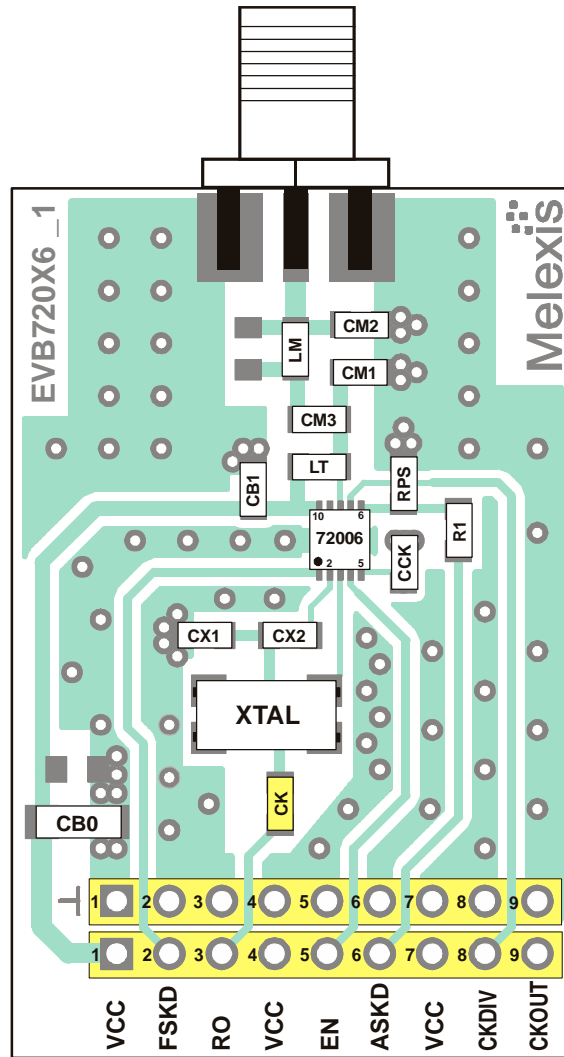 EVB720X6 _1
Melexis
CM2
LM
CM1
CM3
LT
CB1
RPS
R1
10 6
72006
2 5
CCK
CX1 CX2
XTAL
CK
CB0
1 2 3 4 5 6 7 8 9
1 2 3 4 5 6 7 8 9
VCC FSKD RO VCC EN ASKD VCC CKDIV CKOUT